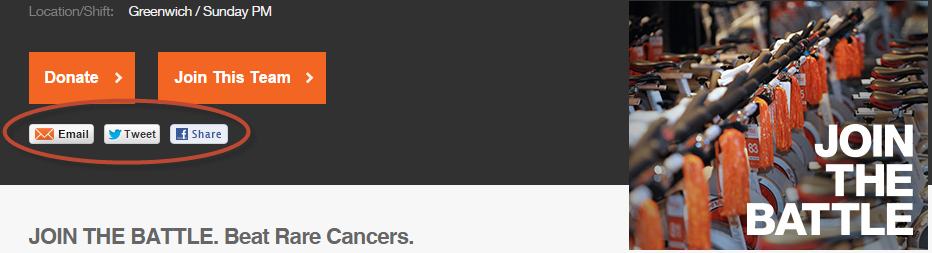 Location/Shift: Greenwich / Sunday PM
Donate
Join This Team
Email
Tweet
Share
JOIN THE BATTLE. Beat Rare Cancers.
JOIN
THE
BATTLE
83